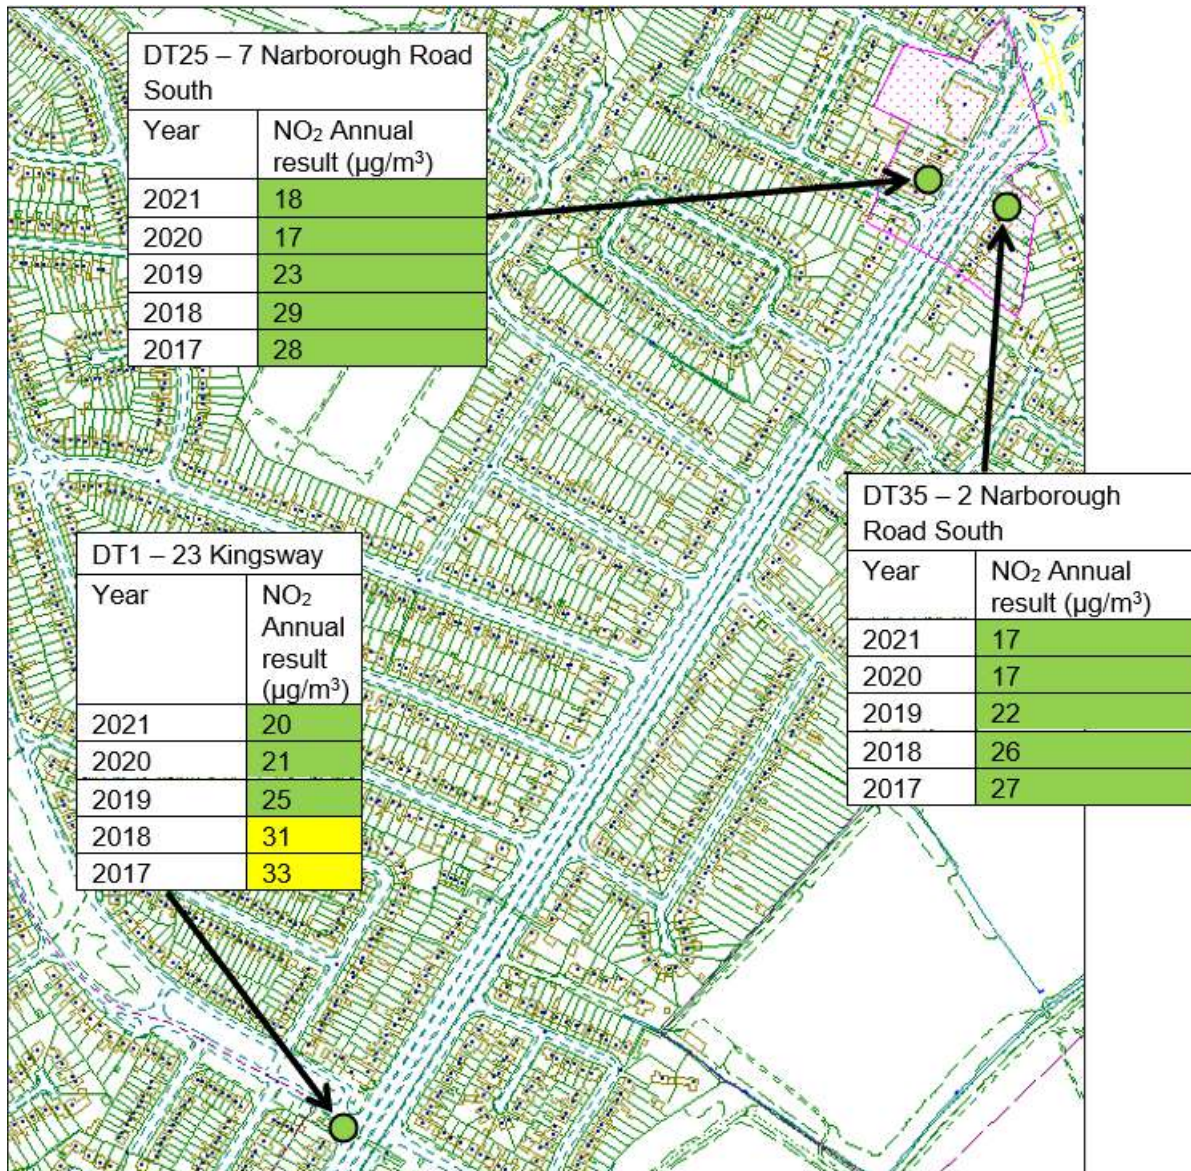 DT25 – 7 Narborough Road
South
Year NO₂ Annual
result (µg/m³)
2021 18
2020 17
2019 23
2018 29
2017 28
DT1 – 23 Kingsway
Year NO₂
Annual
result
(µg/m³)
2021 20
2020 21
2019 25
2018 31
2017 33
DT35 – 2 Narborough
Road South
Year NO₂ Annual
result (µg/m³)
2021 17
2020 17
2019 22
2018 26
2017 27